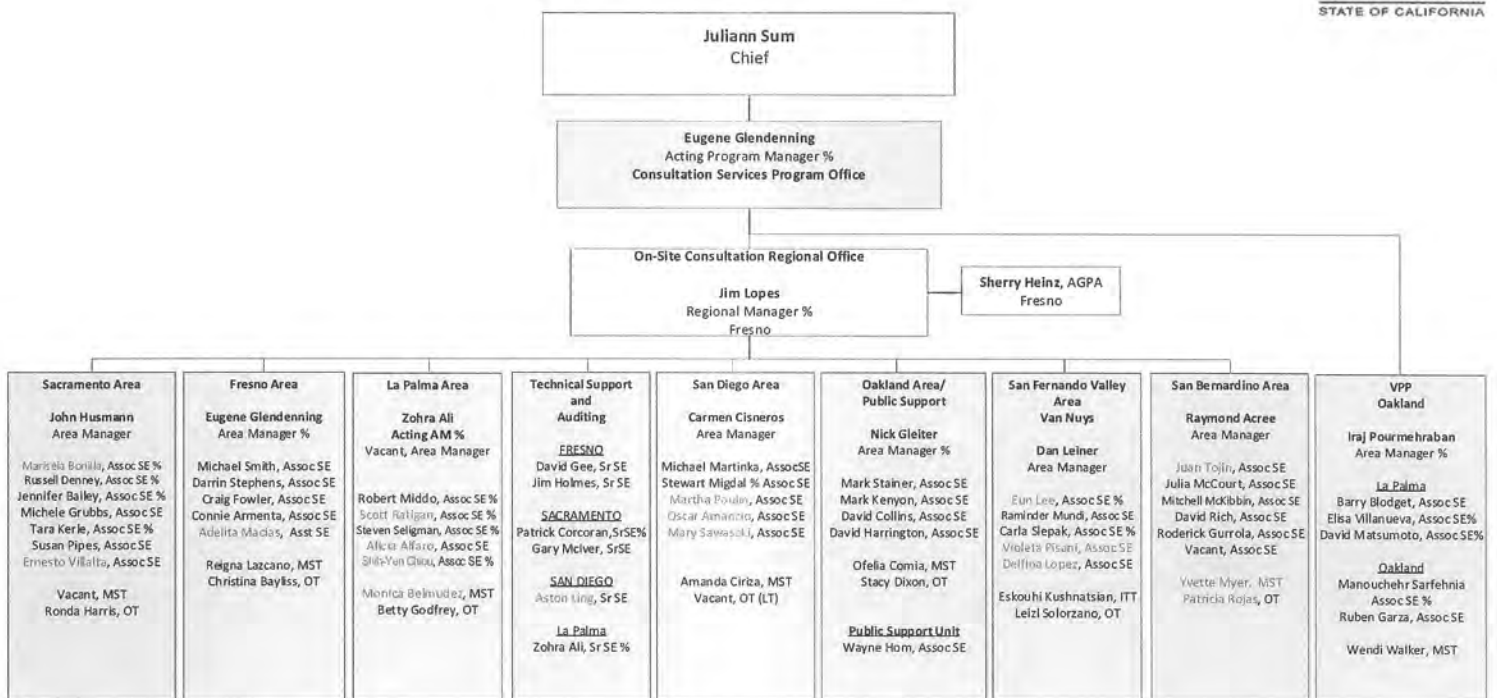 STATE OF CALIFORNIA
Juliann Sum
Chief
Eugene Glendenning
Acting Program Manager %
Consultation Services Program Office
On-Site Consultation Regional Office
Jim Lopes
Regional Manager %
Fresno
Sherry Heinz, AGPA
Fresno
Sacramento Area
John Husmann
Area Manager
Marisela Bonilla, Assoc SE %
Russell Denney, Assoc SE %
Jennifer Bailey, Assoc SE %
Michele Grubbs, Assoc SE
Tara Kerle, Assoc SE %
Susan Pipes, Assoc SE
Ernesto Villalta, Assoc SE
Vacant, MST
Ronda Harris, OT
Fresno Area
Eugene Glendenning
Area Manager %
Michael Smith, Assoc SE
Darrin Stephens, Assoc SE
Craig Fowler, Assoc SE
Connie Armenta, Assoc SE
Adelita Macias, Asst SE
Reigna Lazcano, MST
Christina Bayliss, OT
La Palma Area
Zohra Ali
Acting AM %
Vacant, Area Manager
Robert Middo, Assoc SE %
Scott Ratigan, Assoc SE %
Steven Seligman, Assoc SE %
Alicia Alfaro, Assoc SE
Shih-Yun Chiou, Assoc SE %
Monica Belmudez, MST
Betty Godfrey, OT
Technical Support
and
Auditing
FRESNO
David Gee, Sr SE
Jim Holmes, Sr SE
SACRAMENTO
Patrick Corcoran, SrSE%
Gary McIver, SrSE
SAN DIEGO
Aston Ling, Sr SE
La Palma
Zohra Ali, Sr SE %
San Diego Area
Carmen Cisneros
Area Manager
Michael Martinka, AssocSE
Stewart Migdal % Assoc SE
Martha Poulin, Assoc SE
Oscar Amancio, Assoc SE
Mary Sawaski, Assoc SE
Amanda Ciriza, MST
Vacant, OT (LT)
Oakland Area/
Public Support
Nick Gleiter
Area Manager %
Mark Stainer, Assoc SE
Mark Kenyon, Assoc SE
David Collins, Assoc SE
David Harrington, Assoc SE
Ofelia Comia, MST
Stacy Dixon, OT
Public Support Unit
Wayne Hom, Assoc SE
San Fernando Valley
Area
Van Nuys
Dan Leiner
Area Manager
Eun Lee, Assoc SE %
Raminder Mundi, Assoc SE
Carla Slepak, Assoc SE %
Violeta Pisani, Assoc SE
Delfina Lopez, Assoc SE
Eskouhi Kushnatsian, ITT
Leizl Solorzano, OT
San Bernardino Area
Raymond Acree
Area Manager
Juan Tojin, Assoc SE
Julia McCourt, Assoc SE
Mitchell McKibbin, Assoc SE
David Rich, Assoc SE
Roderick Gurrola, Assoc SE
Vacant, Assoc SE
Yvette Myer, MST
Patricia Rojas, OT
VPP
Oakland
Iraj Pourmehraban
Area Manager %
La Palma
Barry Blodget, Assoc SE
Elisa Villanueva, Assoc SE%
David Matsumoto, Assoc SE%
Oakland
Manouchehr Sarfehnia
Assoc SE %
Ruben Garza, Assoc SE
Wendi Walker, MST